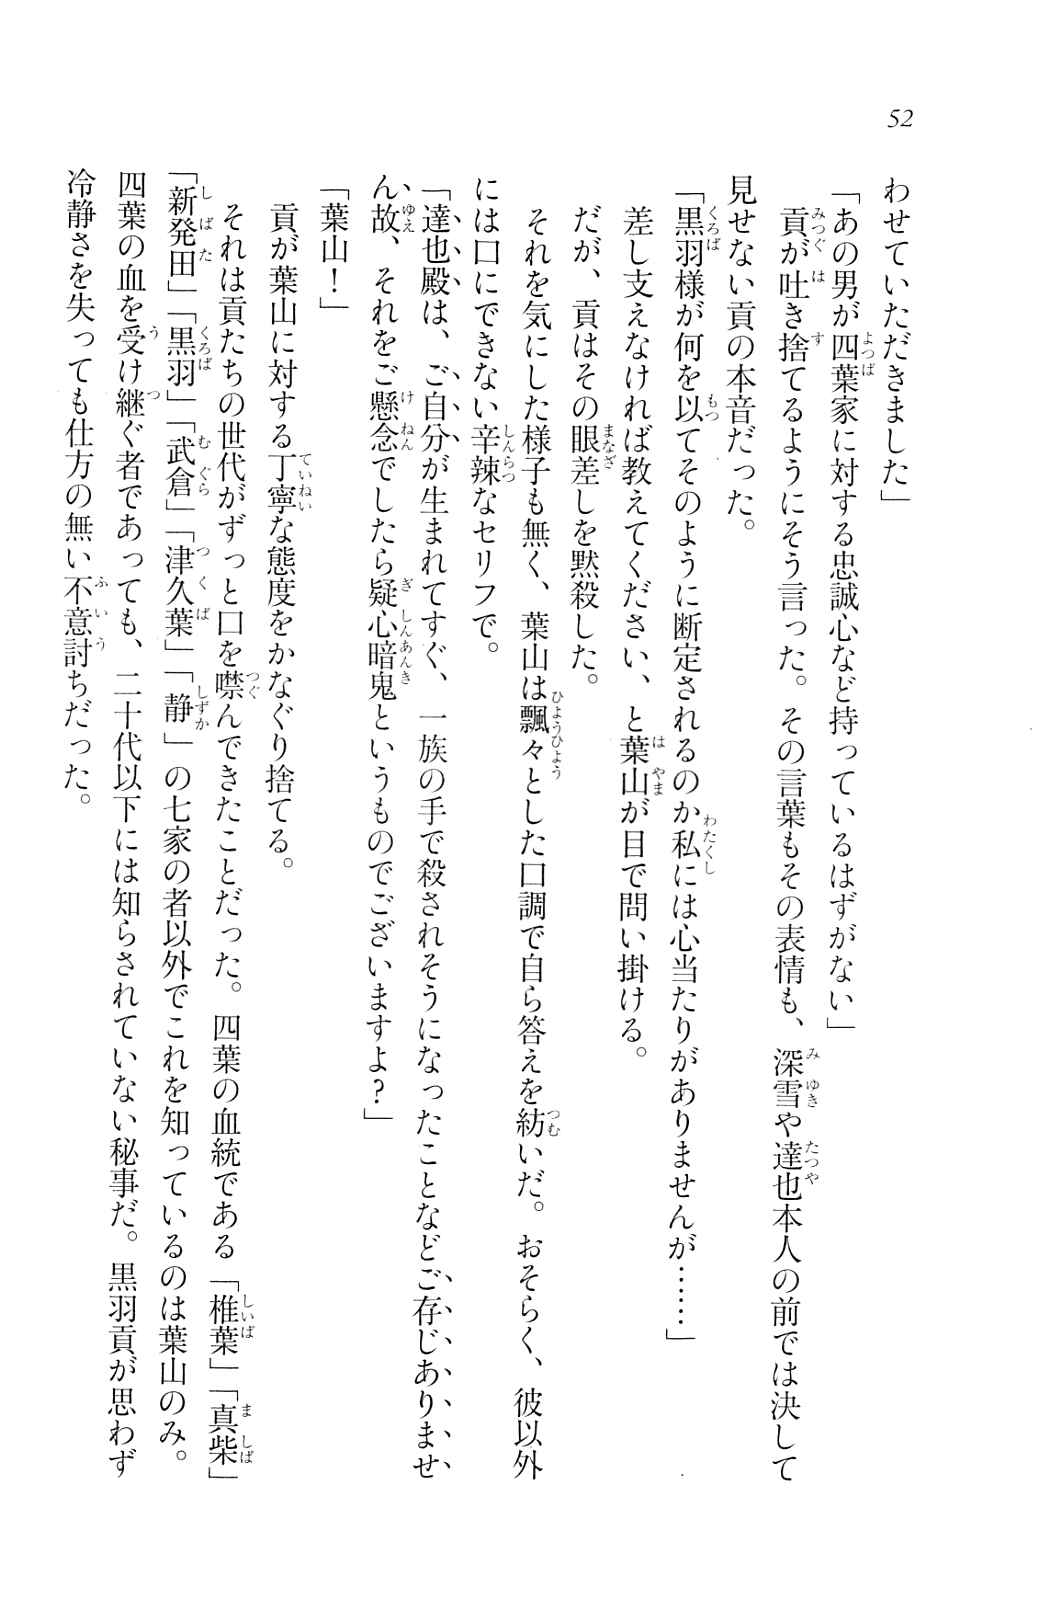 52
わせていただきました」
「あの男が四葉家に対する忠誠心など持っているはずがない」
　貢が吐き捨てるようにそう言った。その言葉もその表情も、深雪や達也本人の前では決して
見せない貢の本音だった。
「黒羽様が何を以てそのように断定されるのか私には心当たりがありませんが……」
　差し支えなければ教えてください、と葉山が目で問い掛ける。
　だが、貢はその眼差しを黙殺した。
　それを気にした様子も無く、葉山は飄々とした口調で自ら答えを紡いだ。おそらく、彼以外
には口にできない辛辣なセリフで。
「達也殿は、ご自分が生まれてすぐ、一族の手で殺されそうになったことなどご存じありませ
ん故、それをご懸念でしたら疑心暗鬼というものでございますよ？」
「葉山！」
　貢が葉山に対する丁寧な態度をかなぐり捨てる。
　それは貢たちの世代がずっと口を噤んできたことだった。四葉の血統である「椎葉」「真柴」
「新発田」「黒羽」「武倉」「津久葉」「静」の七家の者以外でこれを知っているのは葉山のみ。
四葉の血を受け継ぐ者であっても、二十代以下には知らされていない秘事だ。黒羽貢が思わず
冷静さを失っても仕方の無い不意討ちだった。